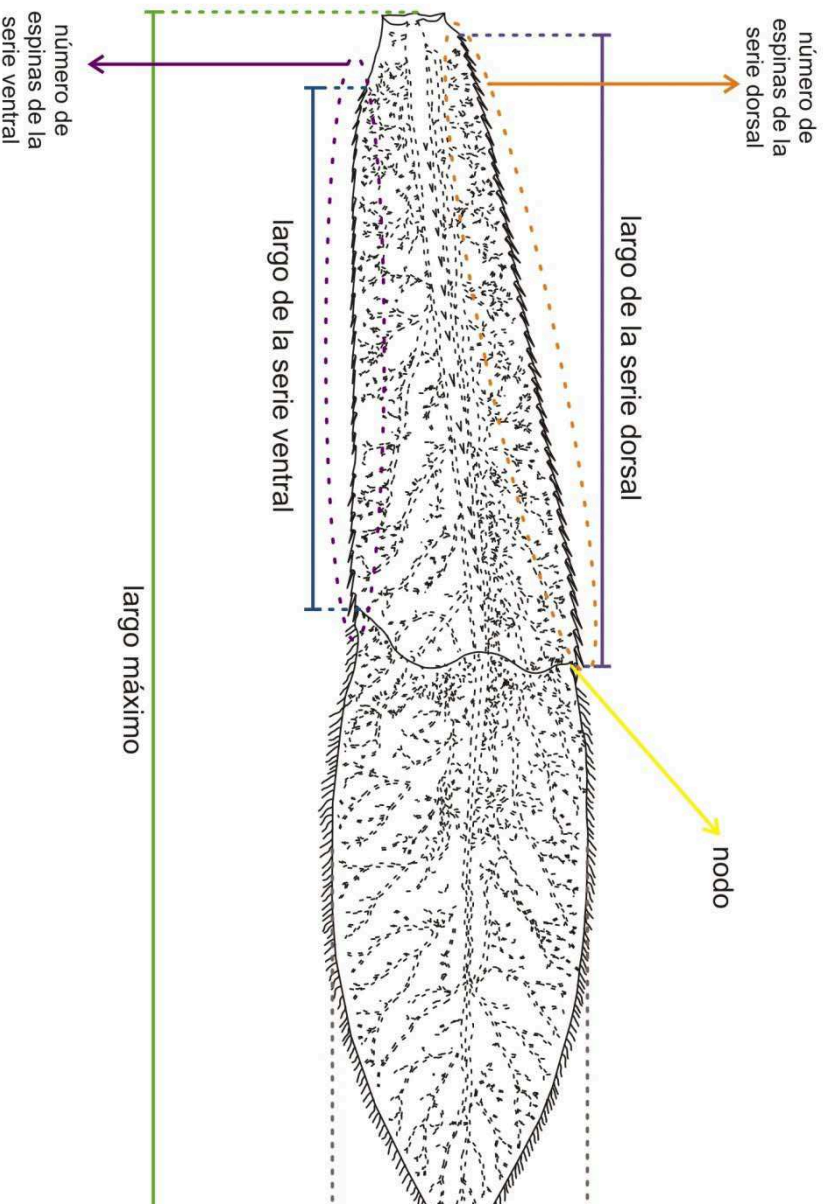 número de
espinas de la
serie dorsal
largo de la serie dorsal
nodo
largo de la serie ventral
largo máximo
número de
espinas de la
serie ventral